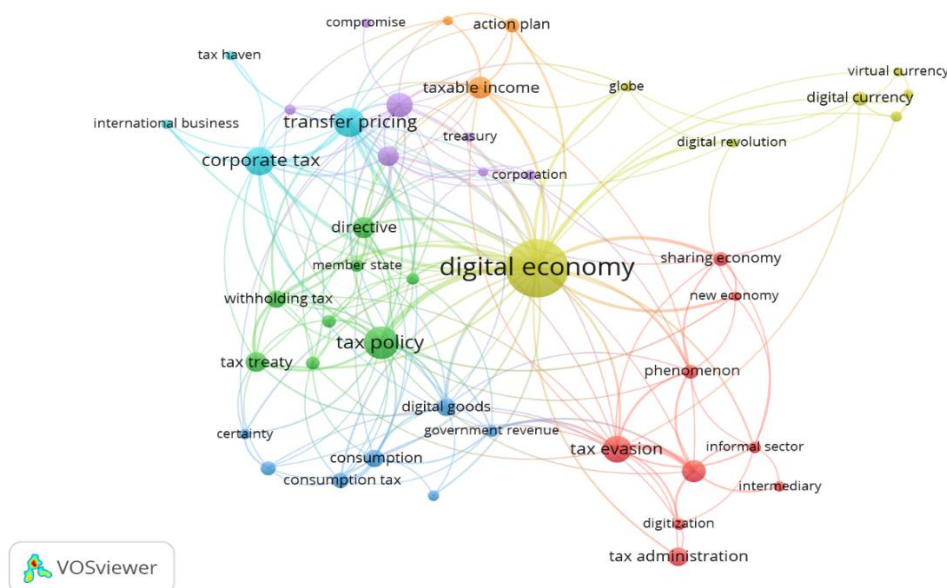 compromise
action plan
tax haven
virtual currency
taxable income
globe
digital currency
international business
transfer pricing
treasury
digital revolution
corporate tax
corporation
directive
sharing economy
member state
digital economy
new economy
withholding tax
tax policy
tax treaty
phenomenon
digital goods
certainty
government revenue
consumption
tax evasion
informal sector
consumption tax
intermediary
digitization
tax administration
VOSviewer